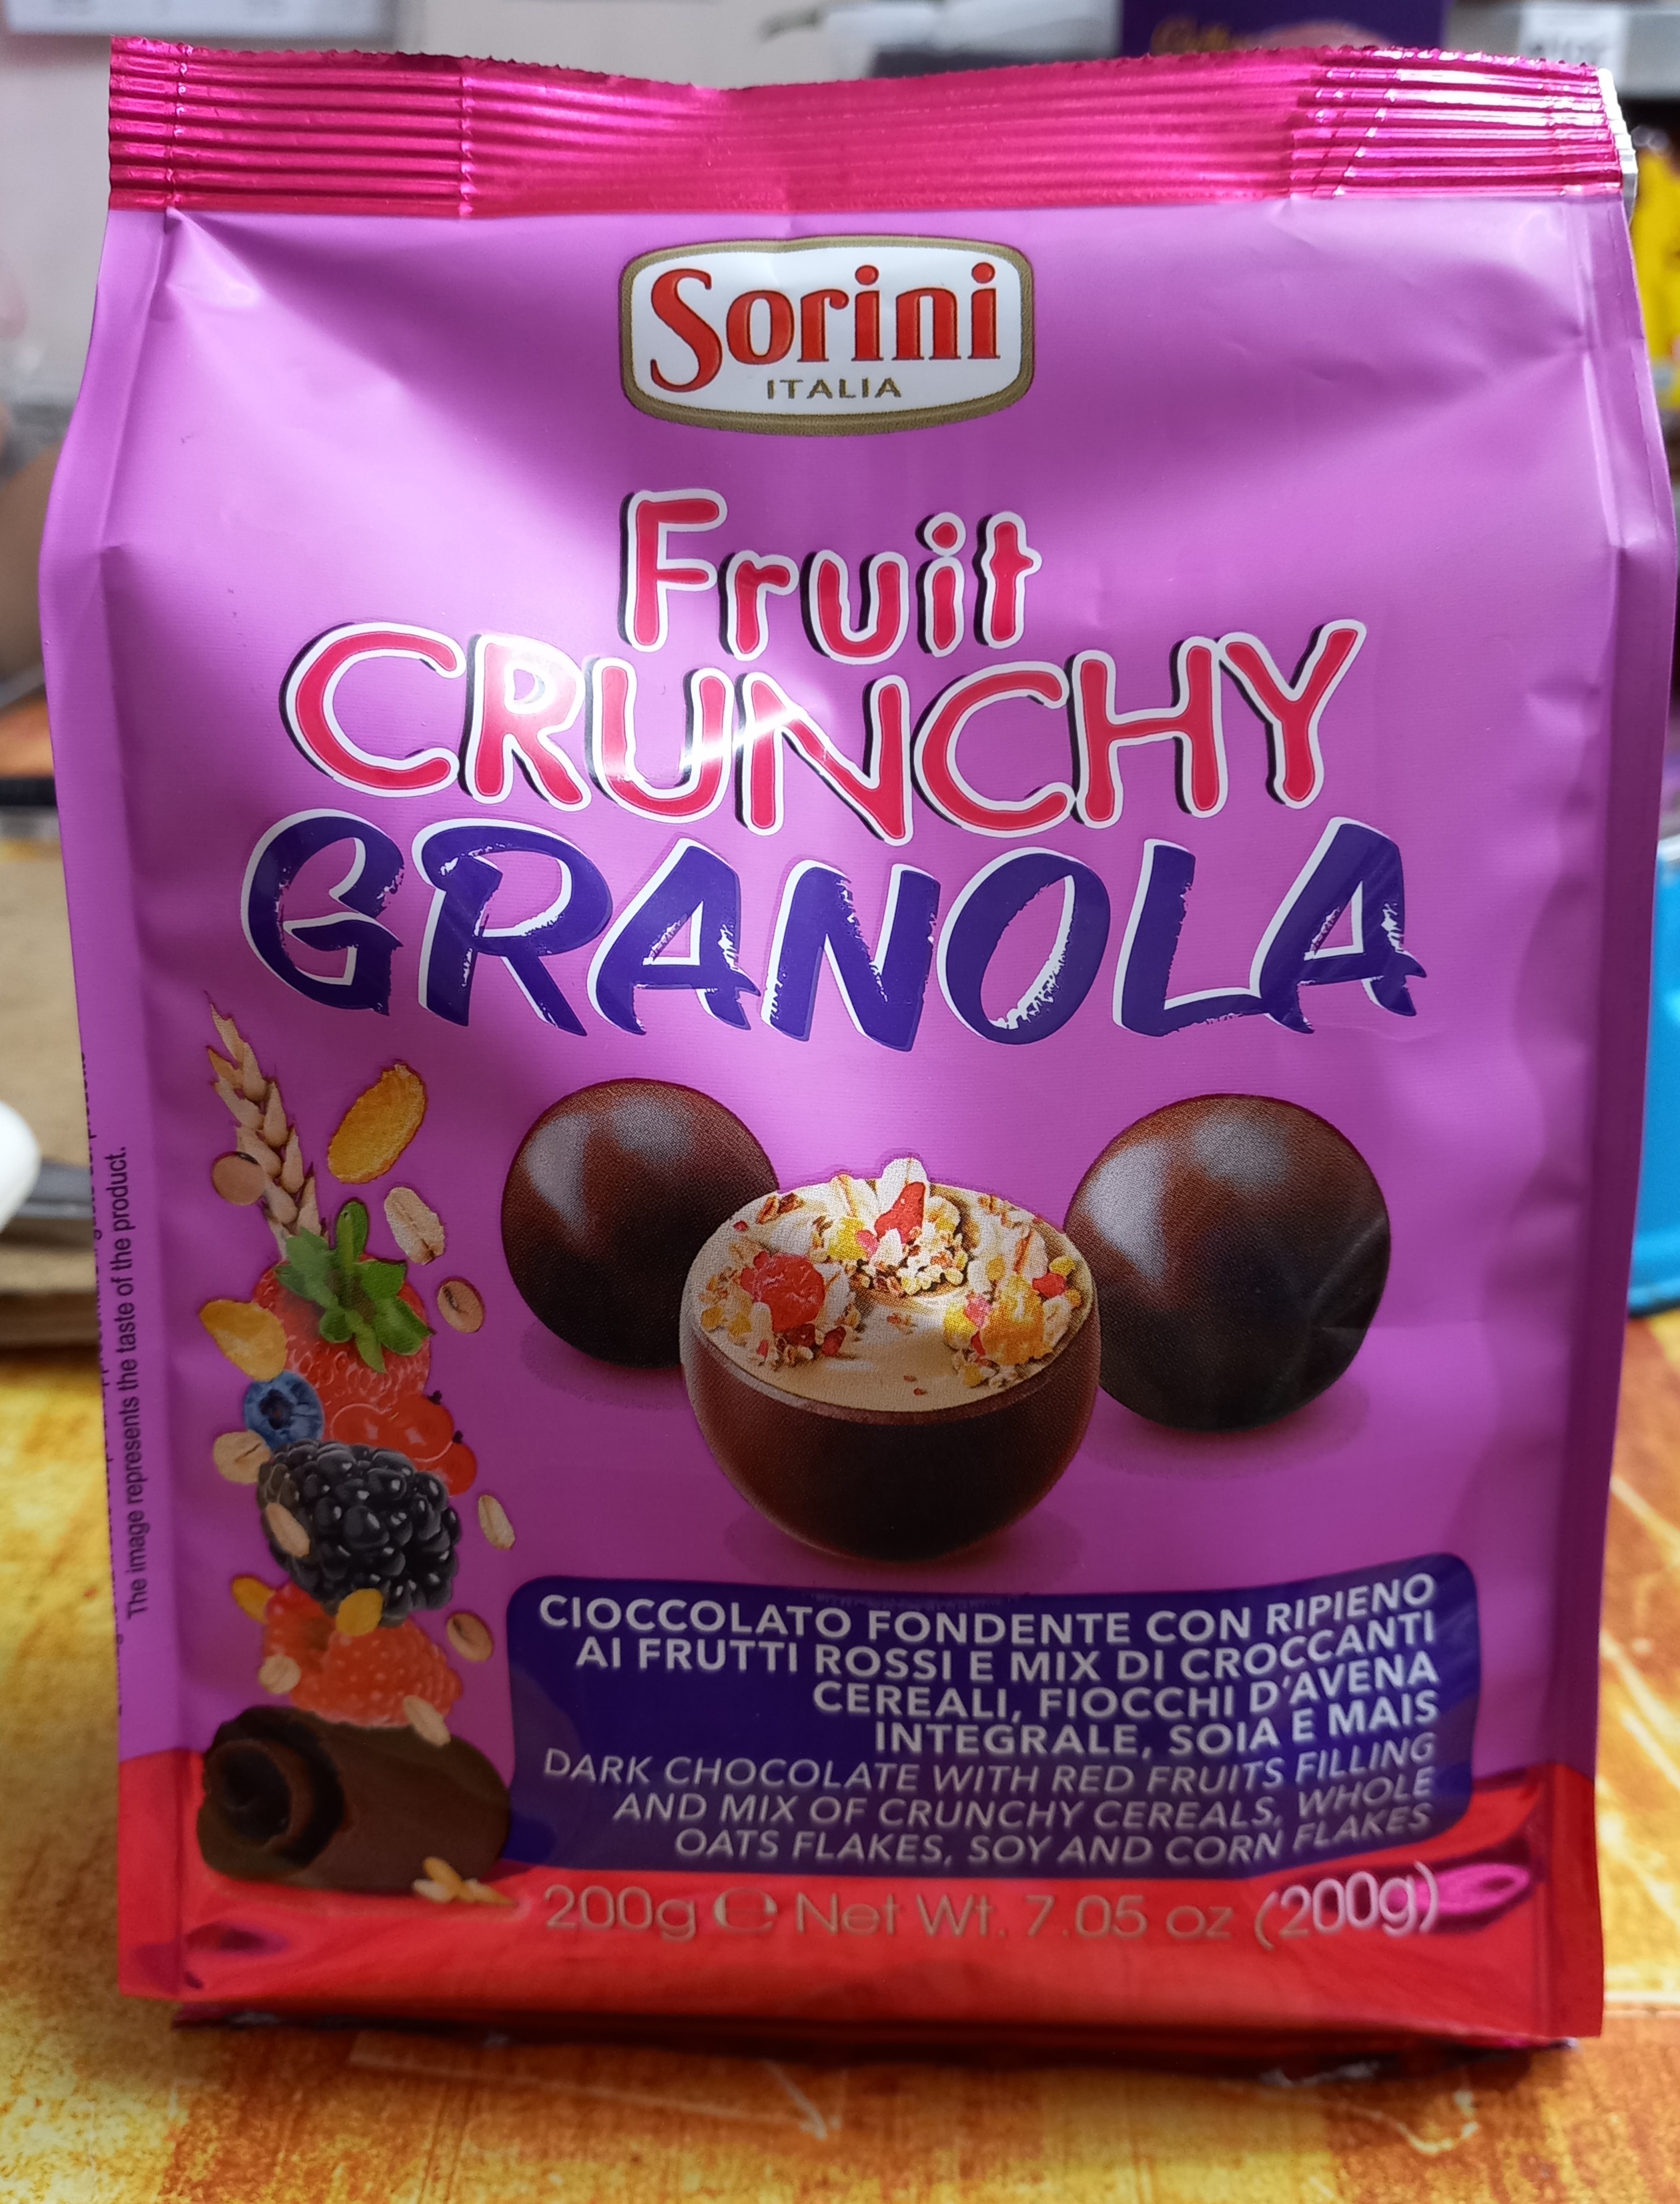 Sorini
ITALIA
Fruit
CRUNCHY
GRANOLA
The image represents the taste of the product.
CIOCCOLATO FONDENTE CON RIPIENO
AI FRUTTI ROSSI E MIX DI CROCCANTI
CEREALI, FIOCCHI D'AVENA
INTEGRALE, SOIA E MAIS
DARK CHOCOLATE WITH RED FRUITS FILLING
AND MIX OF CRUNCHY CEREALS, WHOLE
OATS FLAKES, SOY AND CORN FLAKES
200g e Net Wt. 7.05 oz (200g)